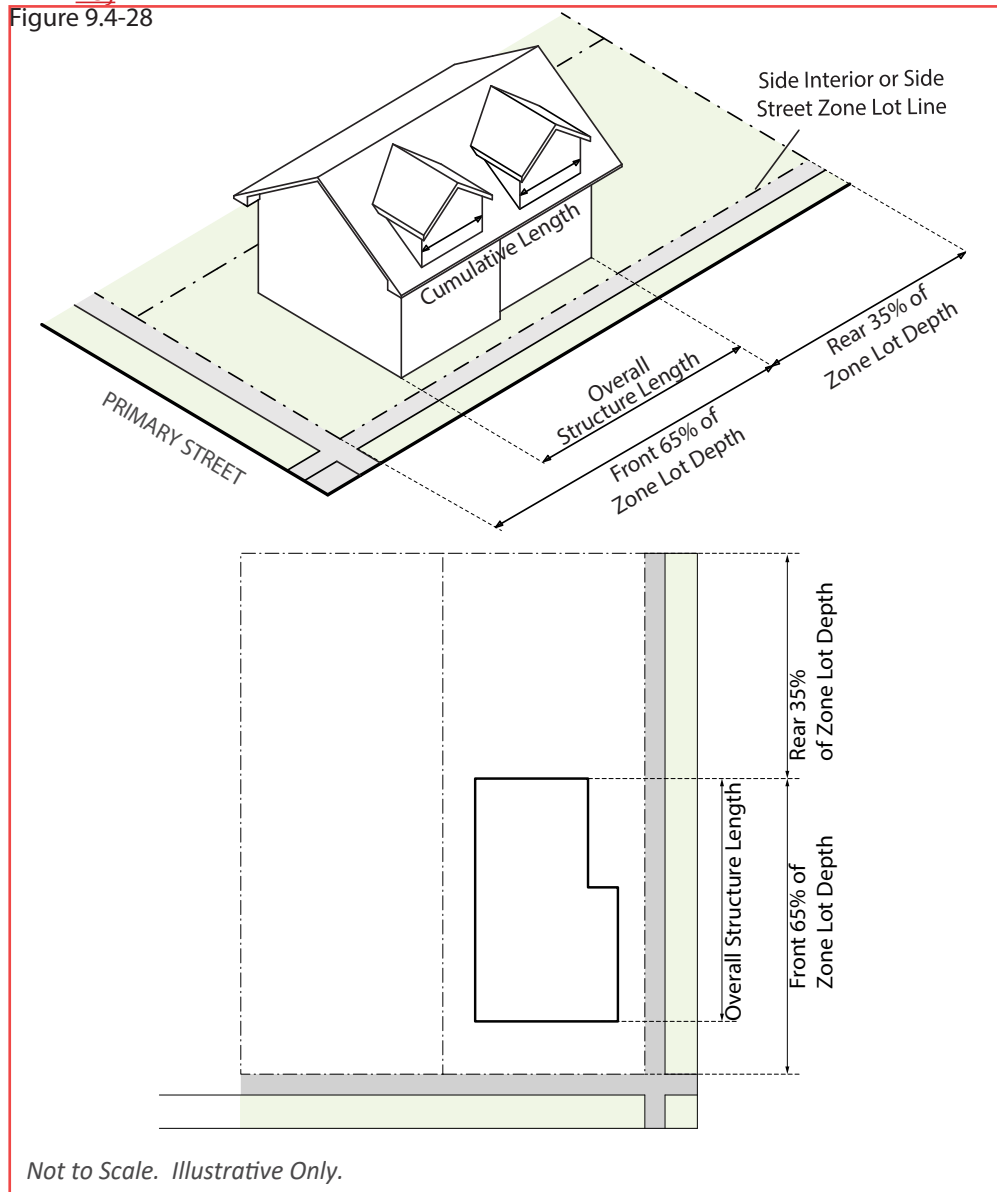 Figure 9.4-28
Side Interior or Side
Street Zone Lot Line
Cumulative Length
Rear 35% of
Zone Lot Depth
Overall
Structure Length
Front 65% of
Zone Lot Depth
PRIMARY STREET
Rear 35%
of Zone Lot Depth
Overall Structure Length
Front 65% of
Zone Lot Depth
Not to Scale. Illustrative Only.